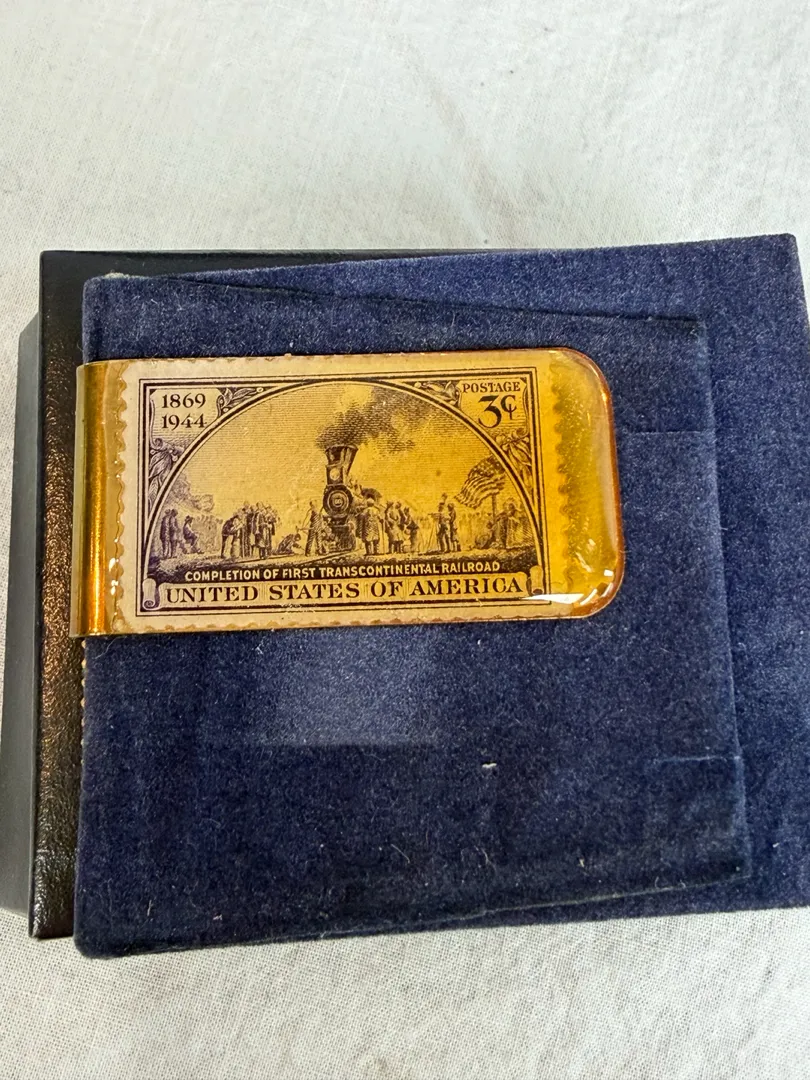 1869
1944
POSTAGE
3¢
COMPLETION OF FIRST TRANSCONTINENTAL RAILROAD
UNITED STATES OF AMERICA